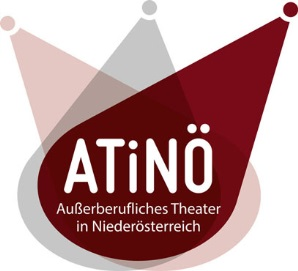 ATiNÖ
Außerberufliches Theater
in Niederösterreich